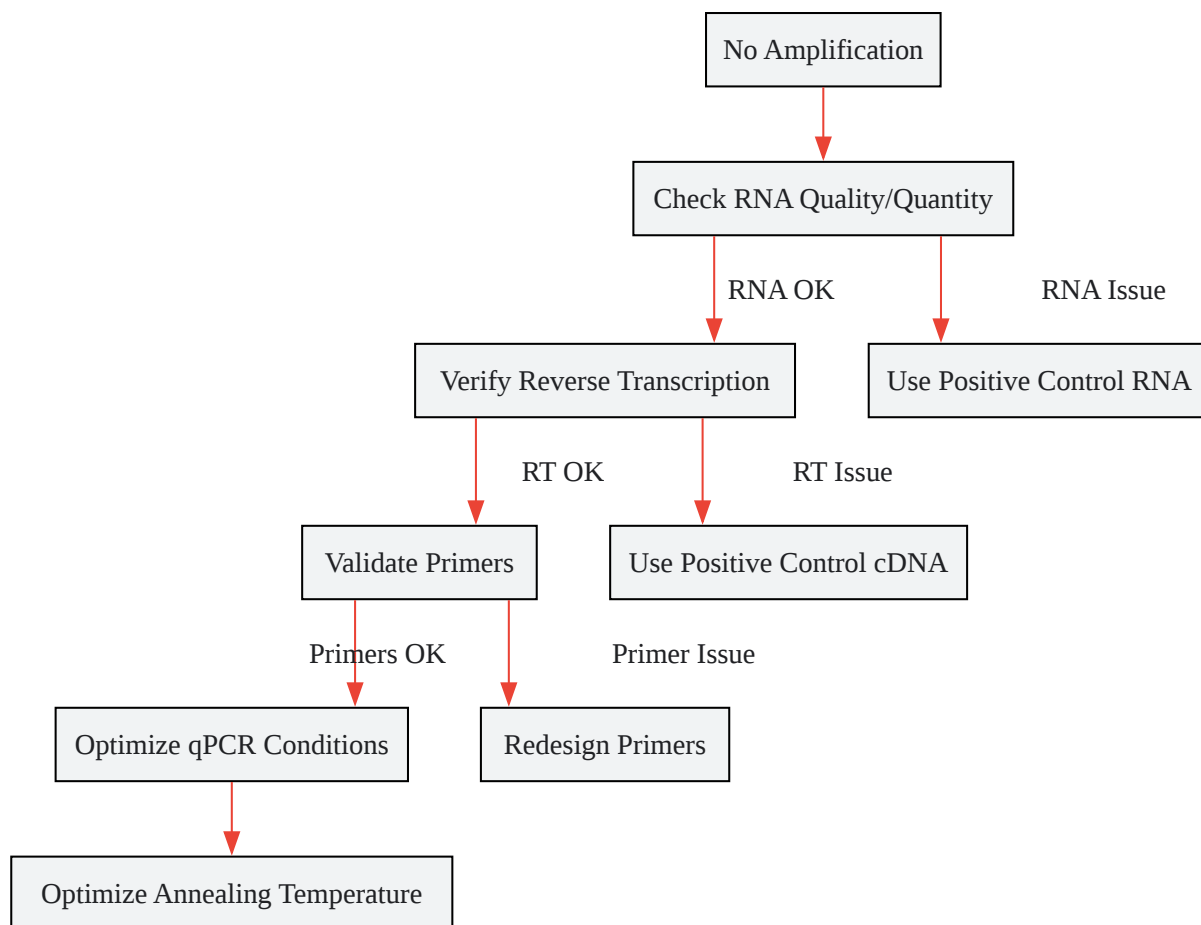 No Amplification
Check RNA Quality/Quantity
RNA OK
RNA Issue
Verify Reverse Transcription
Use Positive Control RNA
RT OK
RT Issue
Validate Primers
Use Positive Control cDNA
Primers OK
Primer Issue
Optimize qPCR Conditions
Redesign Primers
Optimize Annealing Temperature